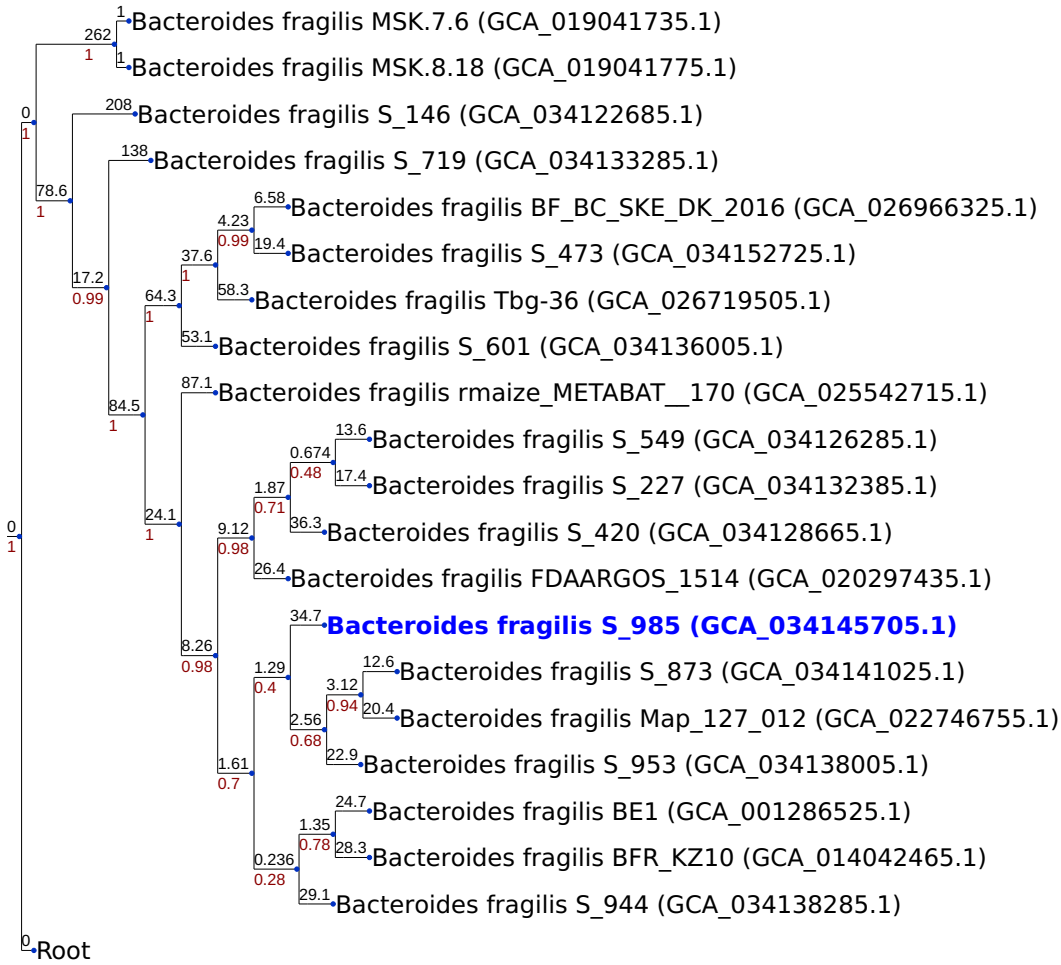 1
Bacteroides fragilis MSK.7.6 (GCA_019041735.1)
262
1
1
Bacteroides fragilis MSK.8.18 (GCA_019041775.1)
208
Bacteroides fragilis S_146 (GCA_034122685.1)
0
1
138
Bacteroides fragilis S_719 (GCA_034133285.1)
78.6
1
6.58
Bacteroides fragilis BF_BC_SKE_DK_2016 (GCA_026966325.1)
4.23
0.99
19.4
Bacteroides fragilis S_473 (GCA_034152725.1)
37.6
1
17.2
0.99
58.3
Bacteroides fragilis Tbg-36 (GCA_026719505.1)
64.3
1
53.1
Bacteroides fragilis S_601 (GCA_034136005.1)
87.1
Bacteroides fragilis rmaize_METABAT__170 (GCA_025542715.1)
84.5
1
13.6
Bacteroides fragilis S_549 (GCA_034126285.1)
0.674
0.48
17.4
Bacteroides fragilis S_227 (GCA_034132385.1)
1.87
0.71
36.3
Bacteroides fragilis S_420 (GCA_034128665.1)
24.1
1
9.12
0.98
0
1
26.4
Bacteroides fragilis FDAARGOS_1514 (GCA_020297435.1)
34.7
Bacteroides fragilis S_985 (GCA_034145705.1)
8.26
0.98
1.29
0.4
12.6
Bacteroides fragilis S_873 (GCA_034141025.1)
3.12
0.94
20.4
Bacteroides fragilis Map_127_012 (GCA_022746755.1)
2.56
0.68
22.9
Bacteroides fragilis S_953 (GCA_034138005.1)
1.61
0.7
24.7
Bacteroides fragilis BE1 (GCA_001286525.1)
1.35
0.78
28.3
Bacteroides fragilis BFR_KZ10 (GCA_014042465.1)
0.236
0.28
29.1
Bacteroides fragilis S_944 (GCA_034138285.1)
0
Root